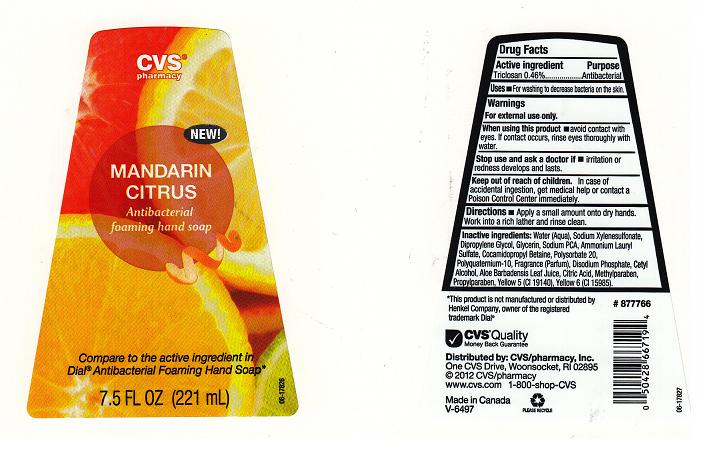 CVS®
pharmacy
NEW!
MANDARIN
CITRUS
Antibacterial
foaming hand soap
Compare to the active ingredient in
Dial® Antibacterial Foaming Hand Soap*
7.5 FL OZ (221 mL)
06-17826
Drug Facts
Active ingredient Purpose
Triclosan 0.46%..................Antibacterial
Uses ■ For washing to decrease bacteria on the skin.
Warnings
For external use only.
When using this product ■ avoid contact with
eyes. If contact occurs, rinse eyes thoroughly with
water.
Stop use and ask a doctor if ■ irritation or
redness develops and lasts.
Keep out of reach of children. In case of
accidental ingestion, get medical help or contact a
Poison Control Center immediately.
Directions ■ Apply a small amount onto dry hands.
Work into a rich lather and rinse clean.
Inactive ingredients: Water (Aqua), Sodium Xylenesulfonate,
Dipropylene Glycol, Glycerin, Sodium PCA, Ammonium Lauryl
Sulfate, Cocamidopropyl Betaine, Polysorbate 20,
Polyquaternium-10, Fragrance (Parfum), Disodium Phosphate, Cetyl
Alcohol, Aloe Barbadensis Leaf Juice, Citric Acid, Methylparaben,
Propylparaben, Yellow 5 (CI 19140), Yellow 6 (CI 15985).
*This product is not manufactured or distributed by
Henkel Company, owner of the registered
trademark Dial®
# 877766
CVS® Quality
Money Back Guarantee
Distributed by: CVS/pharmacy, Inc.
One CVS Drive, Woonsocket, RI 02895
© 2012 CVS/pharmacy
www.cvs.com 1-800-shop-CVS
Made in Canada
V-6497
PLEASE RECYCLE
0 50428 66719 4
06-17827